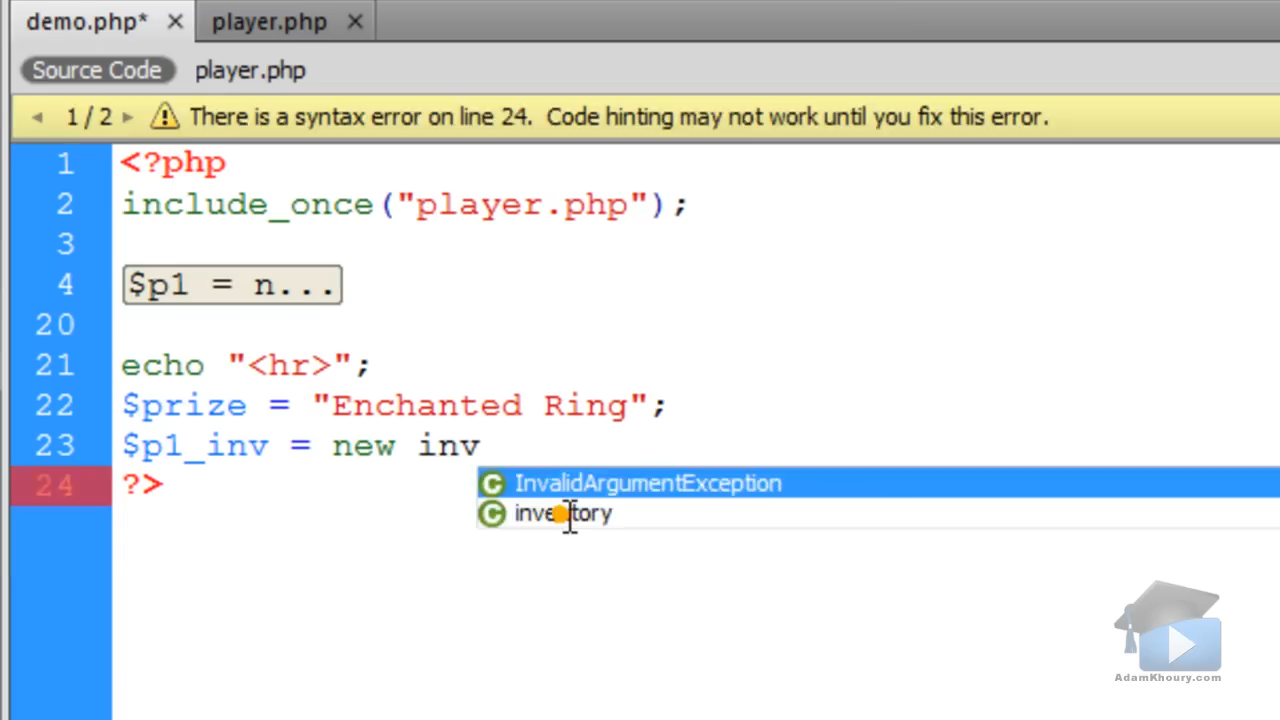 demo.php* × player.php ×
Source Code player.php
1 / 2 There is a syntax error on line 24. Code hinting may not work until you fix this error.
1 <?php
2 include_once("player.php");
3
4 $p1 = n...
20
21 echo "<hr>";
22 $prize = "Enchanted Ring";
23 $p1_inv = new inv
24 ?>
C InvalidArgumentException
C inventory
AdamKhoury.com